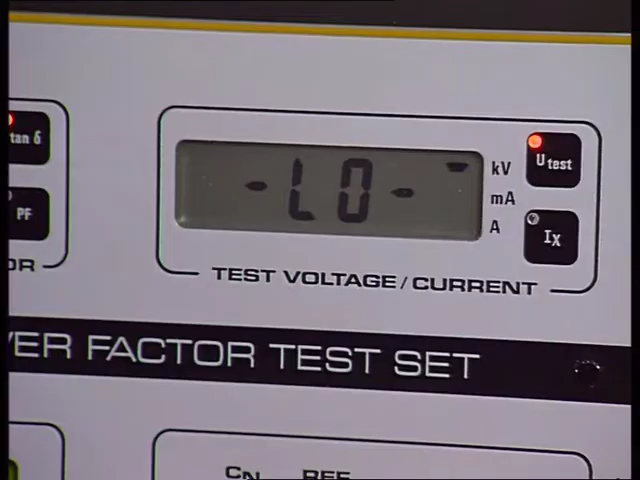 tan δ
-LO-
kV
mA
A
Utest
PF
Ix
OR
TEST VOLTAGE/CURRENT
VER FACTOR TEST SET
CN REF